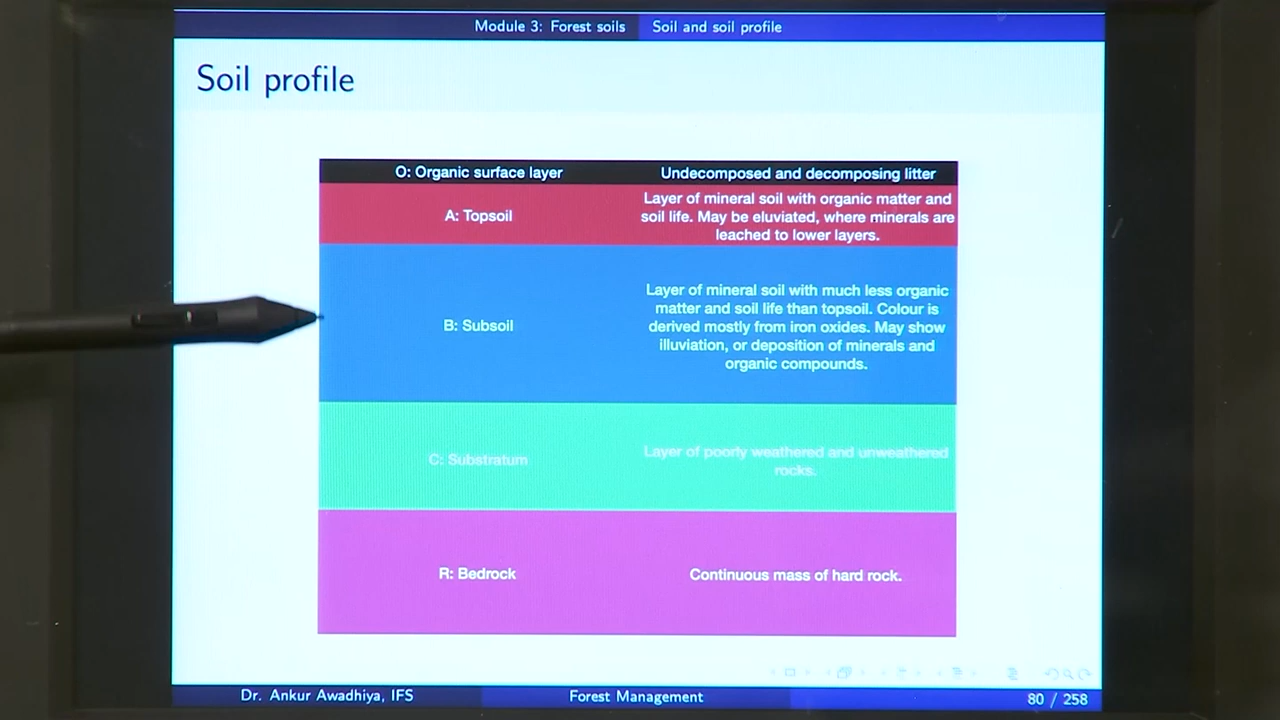 Module 3: Forest soils
Soil and soil profile
Soil profile
O: Organic surface layer
Undecomposed and decomposing litter
A: Topsoil
Layer of mineral soil with organic matter and
soil life. May be eluviated, where minerals are
leached to lower layers.
B: Subsoil
Layer of mineral soil with much less organic
matter and soil life than topsoil. Colour is
derived mostly from iron oxides. May show
illuviation, or deposition of minerals and
organic compounds.
C: Substratum
Layer of poorly weathered and unweathered
rocks.
R: Bedrock
Continuous mass of hard rock.
Dr. Ankur Awadhiya, IFS
Forest Management
80 / 258